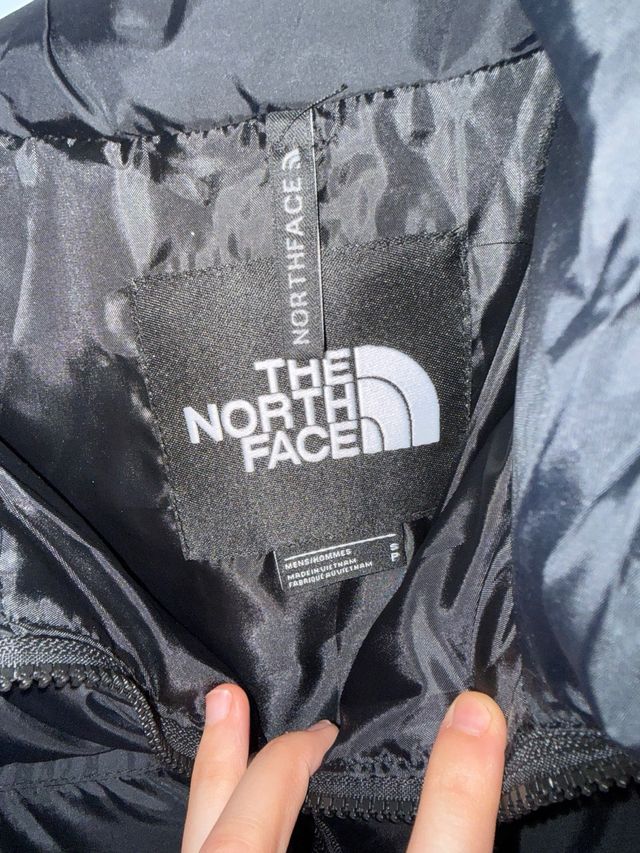 NORTHFACE
THE
NORTH
FACE
MENS/HOMMES
MADE IN VIETNAM
FABRIQUÉ AU VIETNAM
S
P